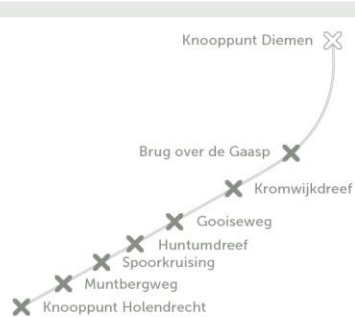 Knooppunt Diemen
Brug over de Gaasp
Kromwijkdreef
Gooiseweg
Huntumdreef
Spoorkruising
Muntbergweg
Knooppunt Holendrecht